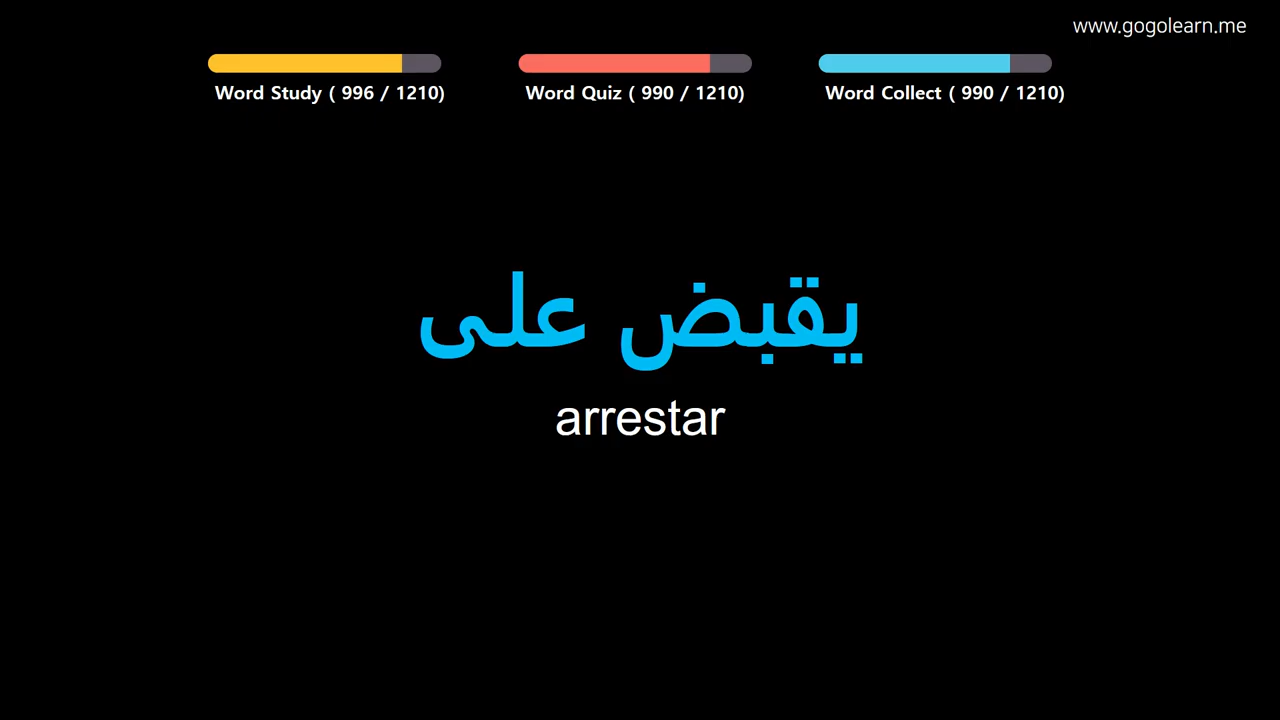 www.gogolearn.me
Word Study ( 996 / 1210)
Word Quiz ( 990 / 1210)
Word Collect ( 990 / 1210)
يقبض على
arrestar